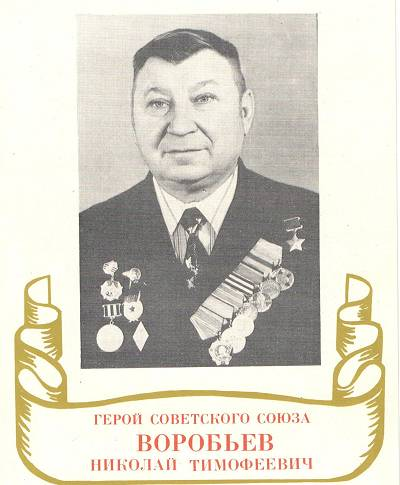 ГЕРОЙ СОВЕТСКОГО СОЮЗА
ВОРОБЬЕВ
НИКОЛАЙ ТИМОФЕЕВИЧ